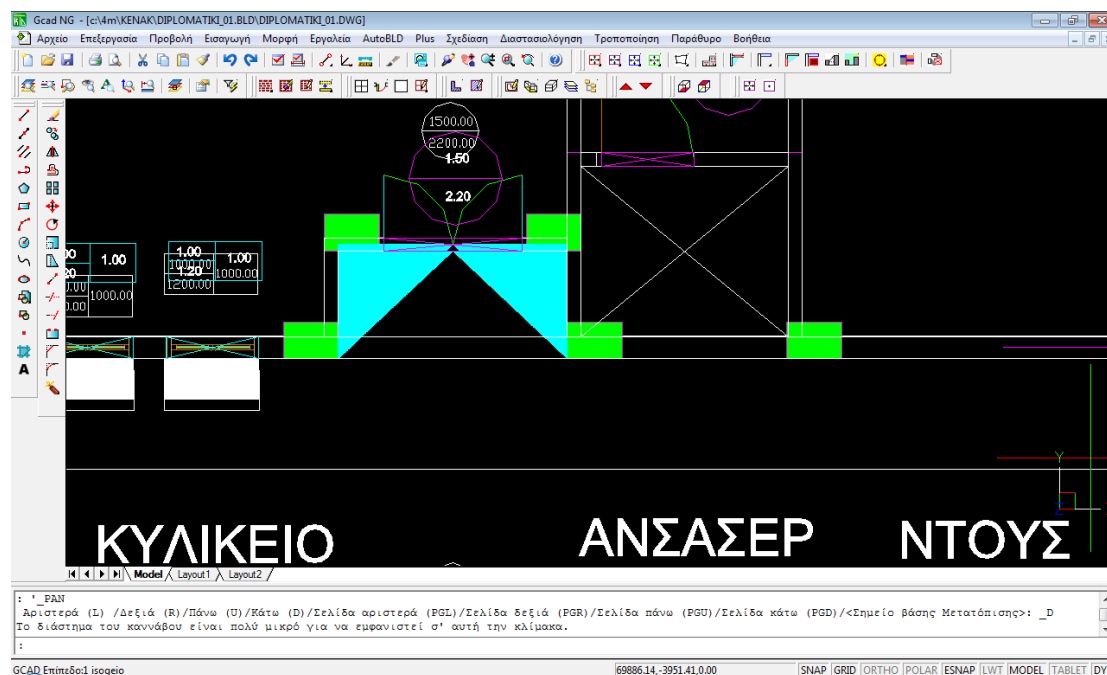 Gcad NG - [c:\4m\KENAK\DIPLOMATIKI_01.BLD\DIPLOMATIKI_01.DWG]
Αρχείο Επεξεργασία Προβολή Εισαγωγή Μορφή Εργαλεία AutoBLD Plus Σχεδίαση Διαστασιολόγηση Τροποποίηση Παράθυρο Βοήθεια
1500.00
2200.00
1.50
2.20
1.00
1000.00
1.00
1000.00
1.20
1200.00
1.00
1000.00
ΚΥΛΙΚΕΙΟ
ΑΝΣΑΣΕΡ
ΝΤΟΥΣ
Model Layout1 Layout2
: '_PAN
Αριστερά (L) /Δεξιά (R)/Πάνω (U)/Κάτω (D)/Σελίδα αριστερά (PGL)/Σελίδα δεξιά (PGR)/Σελίδα πάνω (PGU)/Σελίδα κάτω (PGD)/<Σημείο βάσης Μετατόπισης>: _D
Το διάστημα του καννάβου είναι πολύ μικρό για να εμφανιστεί σ' αυτή την κλίμακα.
:
GCAD Επίπεδο:1 isogeio 69886.14,-3951.41,0.00 SNAP GRID ORTHO POLAR ESNAP LWT MODEL TABLET DY